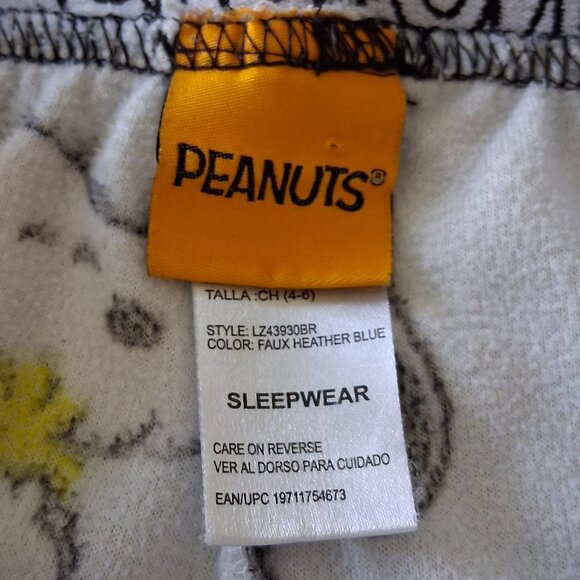 PEANUTS®
TALLA :CH (4-6)
STYLE: LZ43930BR
COLOR: FAUX HEATHER BLUE
SLEEPWEAR
CARE ON REVERSE
VER AL DORSO PARA CUIDADO
EAN/UPC 19711754673